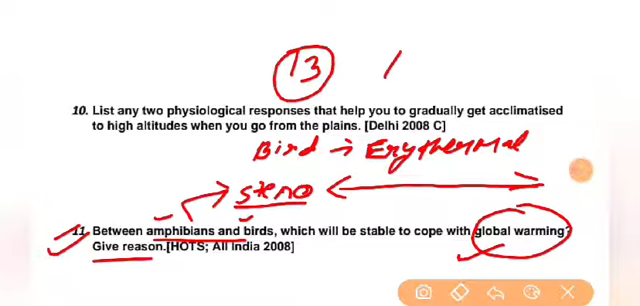 13
10. List any two physiological responses that help you to gradually get acclimatised
to high altitudes when you go from the plains. [Delhi 2008 C]
Bird → Erythermal
steno
11. Between amphibians and birds, which will be stable to cope with global warming?
Give reason.[HOTS; All India 2008]